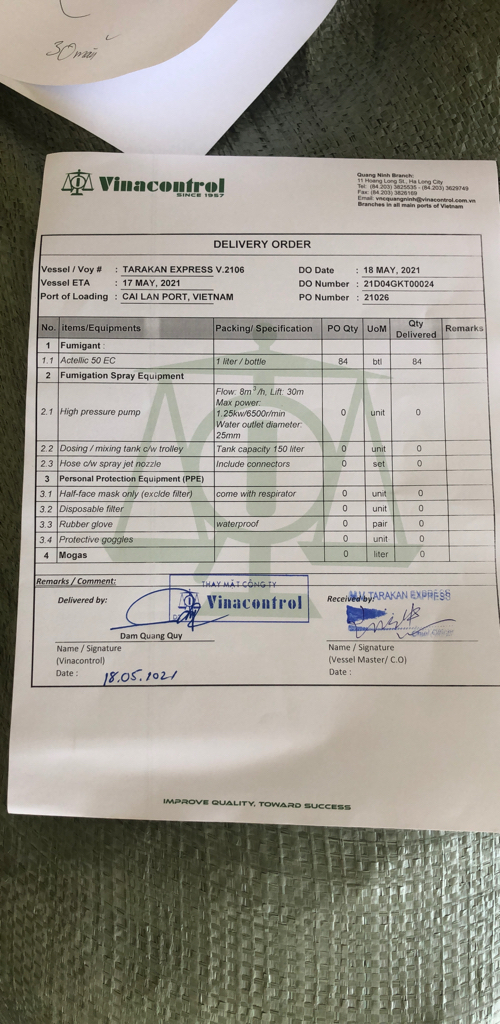 30
Vinacontrol
SINCE 1957
Quang Ninh Branch:
11 Hoang Long St., Ha Long City
Tel: (84.203) 3825535 - (84.203) 3629749
Fax: (84.203) 3826169
Email: vncquangninh@vinacontrol.com.vn
Branches in all main ports of Vietnam
DELIVERY ORDER
Vessel / Voy # : TARAKAN EXPRESS V.2106 DO Date : 18 MAY, 2021
Vessel ETA : 17 MAY, 2021 DO Number : 21D04GKT00024
Port of Loading : CAI LAN PORT, VIETNAM PO Number : 21026
No. items/Equipments Packing/ Specification PO Qty UoM Qty Delivered Remarks
1 Fumigant :
1.1 Actellic 50 EC 1 liter / bottle 84 btl 84
2 Fumigation Spray Equipment
2.1 High pressure pump Flow: 8m³/h, Lift: 30m 0 unit 0
Max power:
1.25kw/6500r/min
Water outlet diameter:
25mm
2.2 Dosing / mixing tank c/w trolley Tank capacity 150 liter 0 unit 0
2.3 Hose c/w spray jet nozzle Include connectors 0 set 0
3 Personal Protection Equipment (PPE)
3.1 Half-face mask only (exclde filter) come with respirator 0 unit 0
3.2 Disposable filter 0 unit 0
3.3 Rubber glove waterproof 0 pair 0
3.4 Protective goggles 0 unit 0
4 Mogas 0 liter 0
Remarks / Comment:
THAY MẶT CÔNG TY
Vinacontrol
Delivered by: Received by:
M.V. TARAKAN EXPRESS
Dam Quang Quy
Name / Signature Name / Signature
(Vinacontrol) (Vessel Master/ C.O)
Date : 18.05.2021 Date :
IMPROVE QUALITY, TOWARD SUCCESS